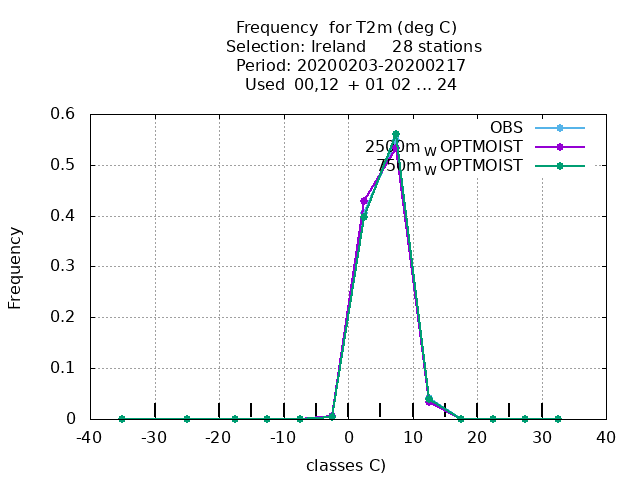 Frequency  for T2m (deg C)
Selection: Ireland     28 stations
Period: 20200203-20200217
Used  00,12  + 01 02 ... 24
0.6
0.5
0.4
0.3
0.2
0.1
0
Frequency
OBS
2500m W OPTMOIST
750m W OPTMOIST
-40 -30 -20 -10 0 10 20 30 40
classes C)